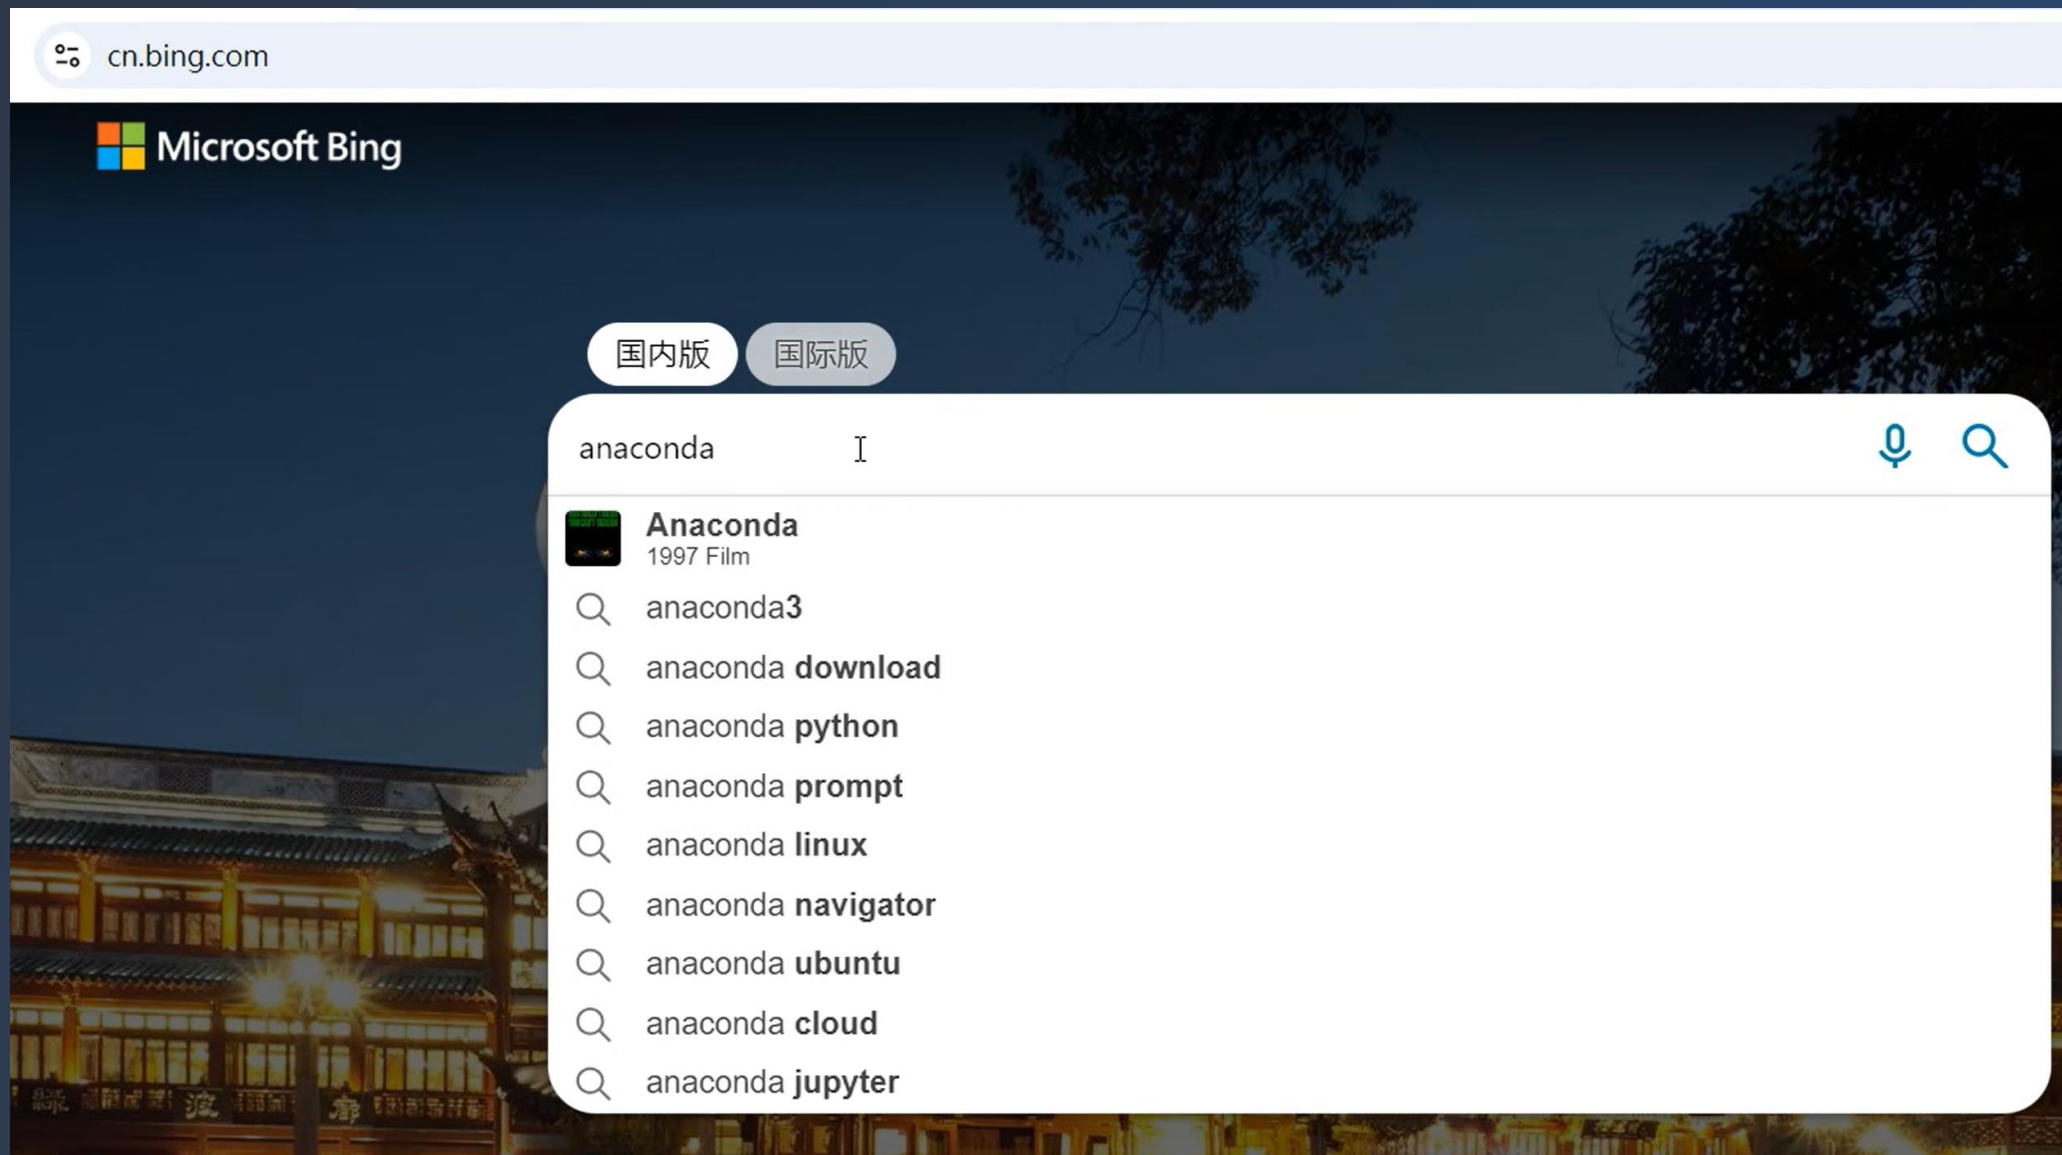 cn.bing.com
Microsoft Bing
国内版 国际版
anaconda
Anaconda
1997 Film
anaconda3
anaconda download
anaconda python
anaconda prompt
anaconda linux
anaconda navigator
anaconda ubuntu
anaconda cloud
anaconda jupyter